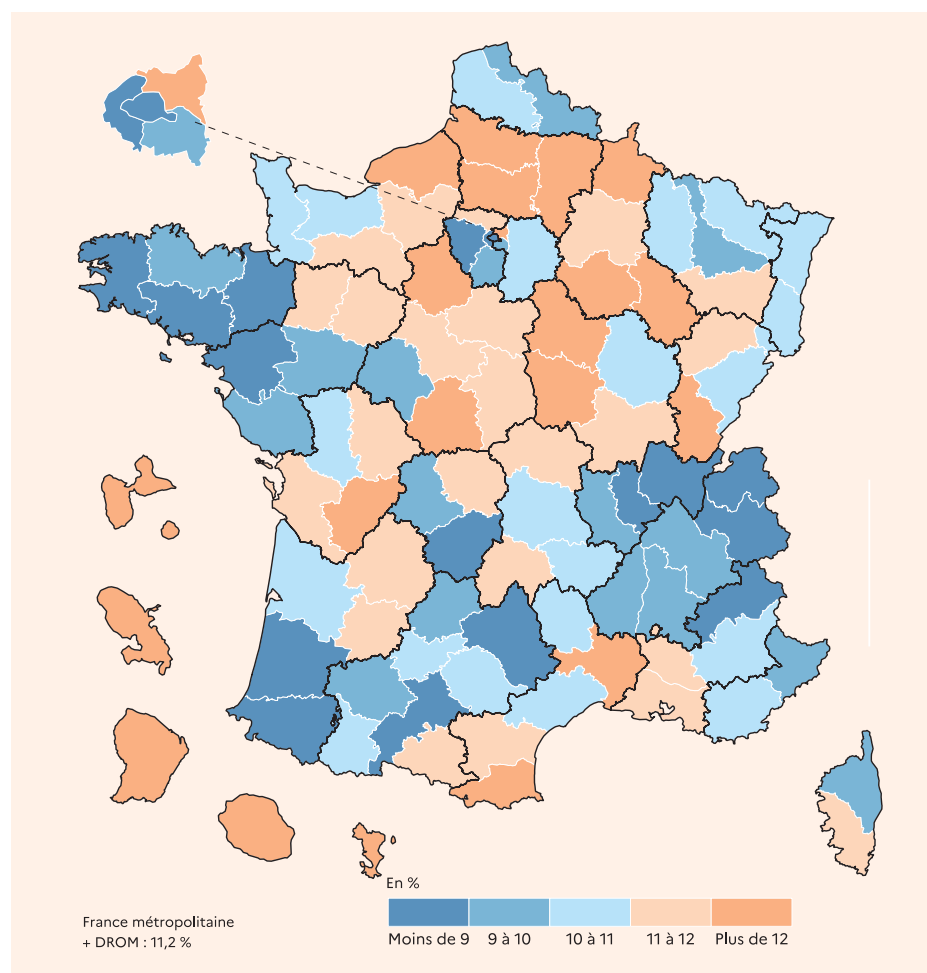 En %
Moins de 9
9 à 10
10 à 11
11 à 12
Plus de 12
France métropolitaine
+ DROM : 11,2 %